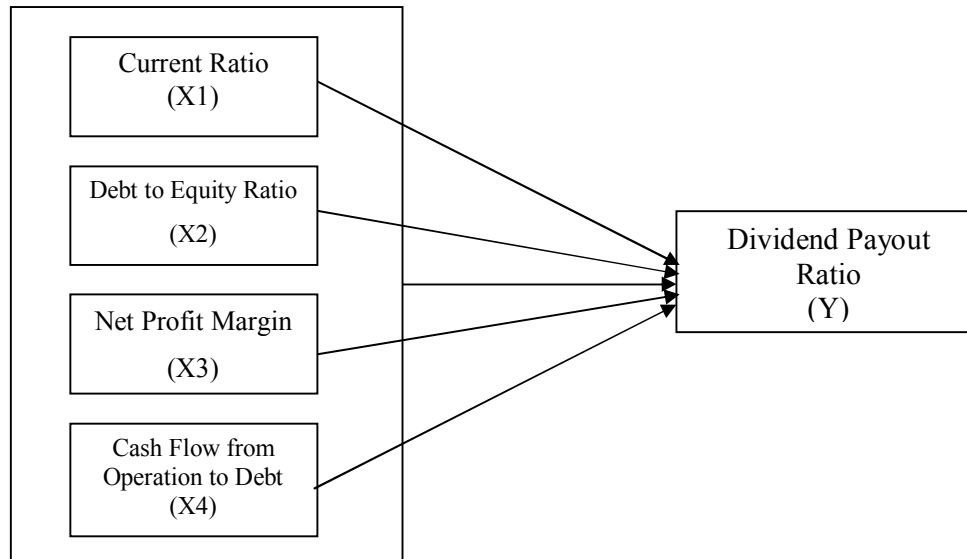 Current Ratio
(X1)
Debt to Equity Ratio
(X2)
Net Profit Margin
(X3)
Cash Flow from
Operation to Debt
(X4)
Dividend Payout
Ratio
(Y)